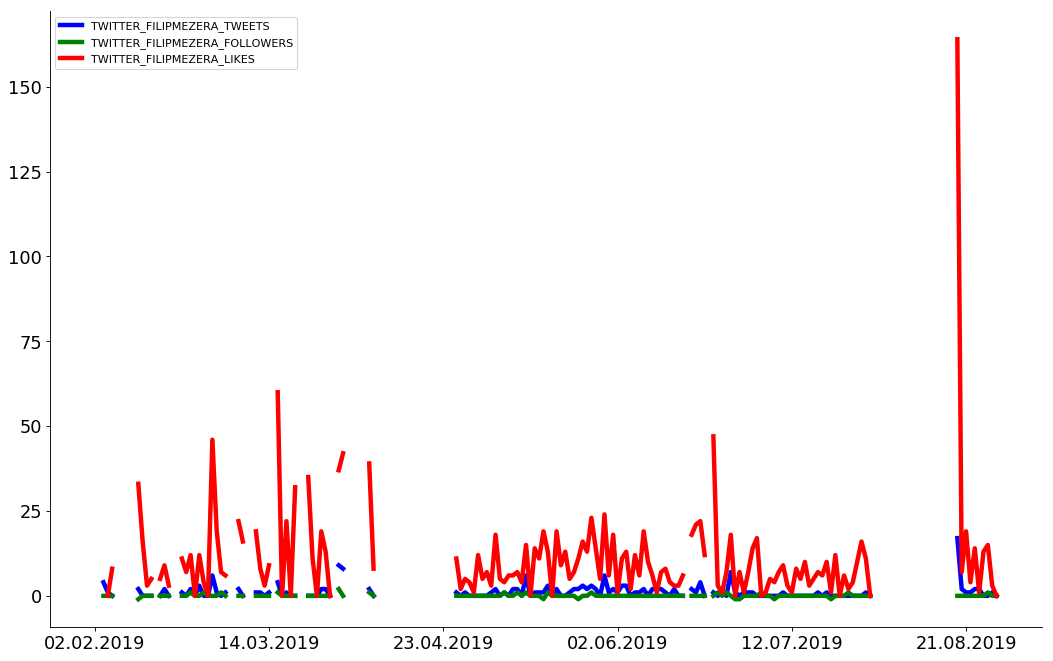 TWITTER_FILIPMEZERA_TWEETS
TWITTER_FILIPMEZERA_FOLLOWERS
TWITTER_FILIPMEZERA_LIKES
150
125
100
75
50
25
0
02.02.2019 14.03.2019 23.04.2019 02.06.2019 12.07.2019 21.08.2019